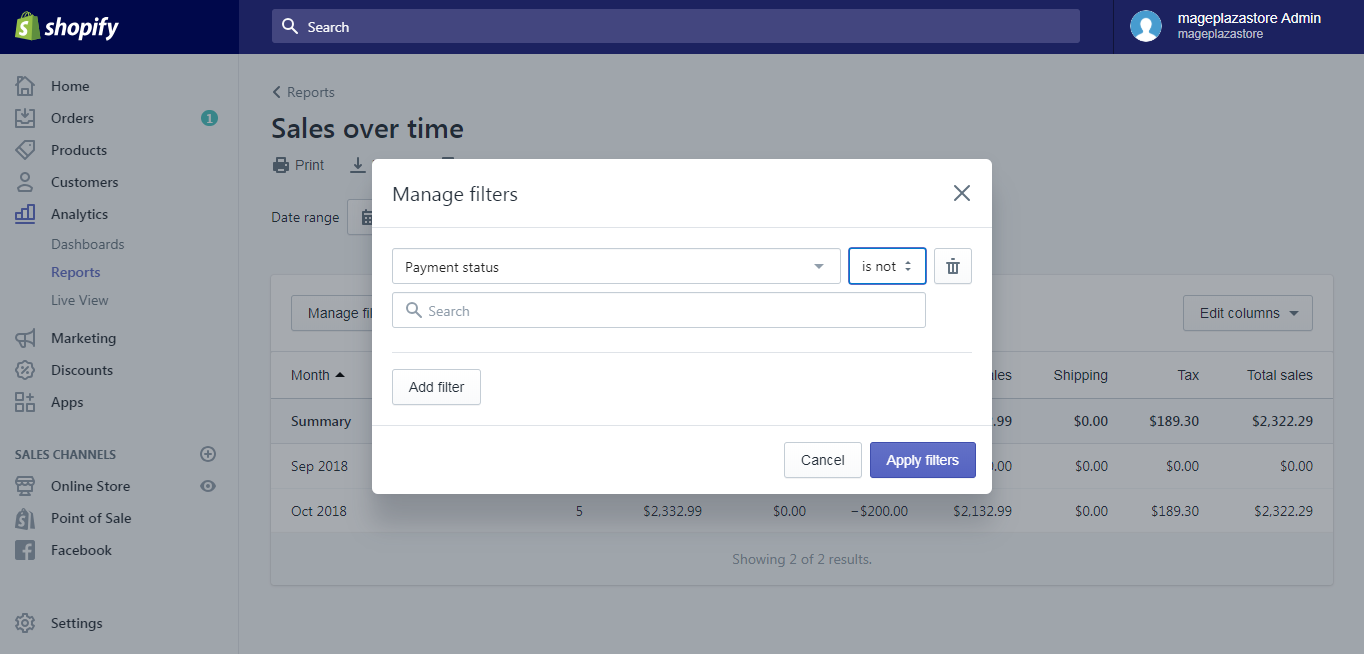 shopify
Search
mageplazastore Admin
mageplazastore
Home
Orders
1
Products
Customers
Analytics
Dashboards
Reports
Live View
Marketing
Discounts
Apps
SALES CHANNELS
Online Store
Point of Sale
Facebook
Settings
Reports
Sales over time
Print
Date range
Manage filters
Payment status
is not
Search
Add filter
Cancel
Apply filters
Manage fil
Edit columns
Month les Shipping Tax Total sales
Summary .99 $0.00 $189.30 $2,322.29
Sep 2018 0.00 $0.00 $0.00 $0.00
Oct 2018 5 $2,332.99 $0.00 −$200.00 $2,132.99 $0.00 $189.30 $2,322.29
Showing 2 of 2 results.